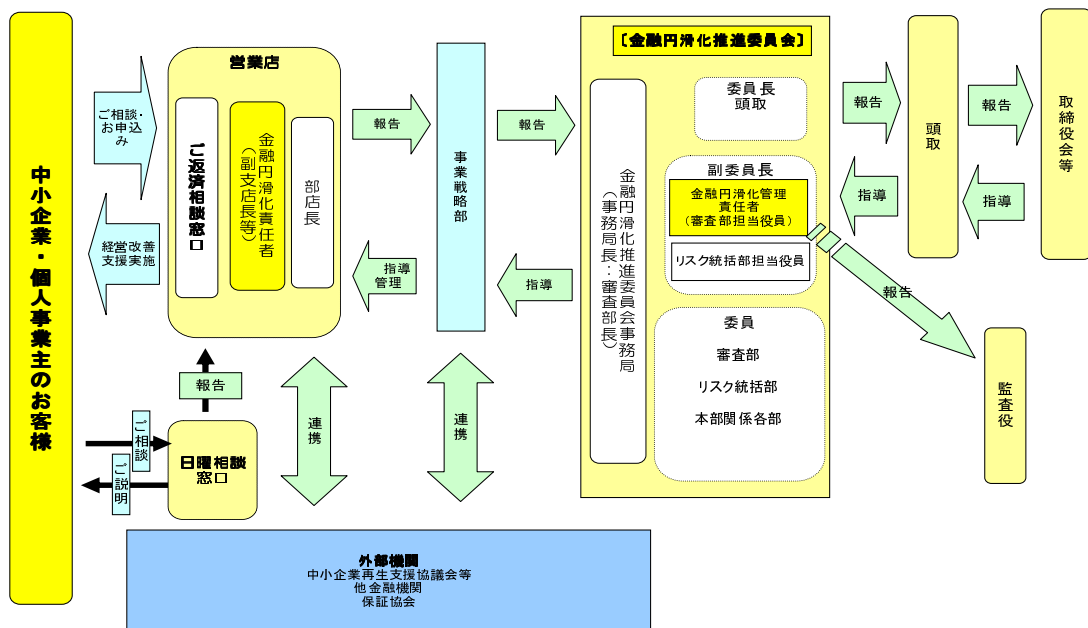 中小企業・個人事業主のお客様
ご相談・
お申込
み
経営改善
支援実施
営業店
ご返済相談窓口
金融円滑化責任者
（副支店長等）
部店長
報告
指導
管理
事業戦略部
報告
指導
〔金融円滑化推進委員会〕
金融円滑化推進委員会事務局
（事務局長：審査部長）
委員長
頭取
副委員長
金融円滑化管理
責任者
（審査部担当役員）
リスク統括部担当役員
委員
審査部
リスク統括部
本部関係各部
報告
指導
頭取
報告
指導
取締役会等
報告
監査役
報告
ご相談
ご説明
日曜相談
窓口
連携
連携
外部機関
中小企業再生支援協議会等
他金融機関
保証協会